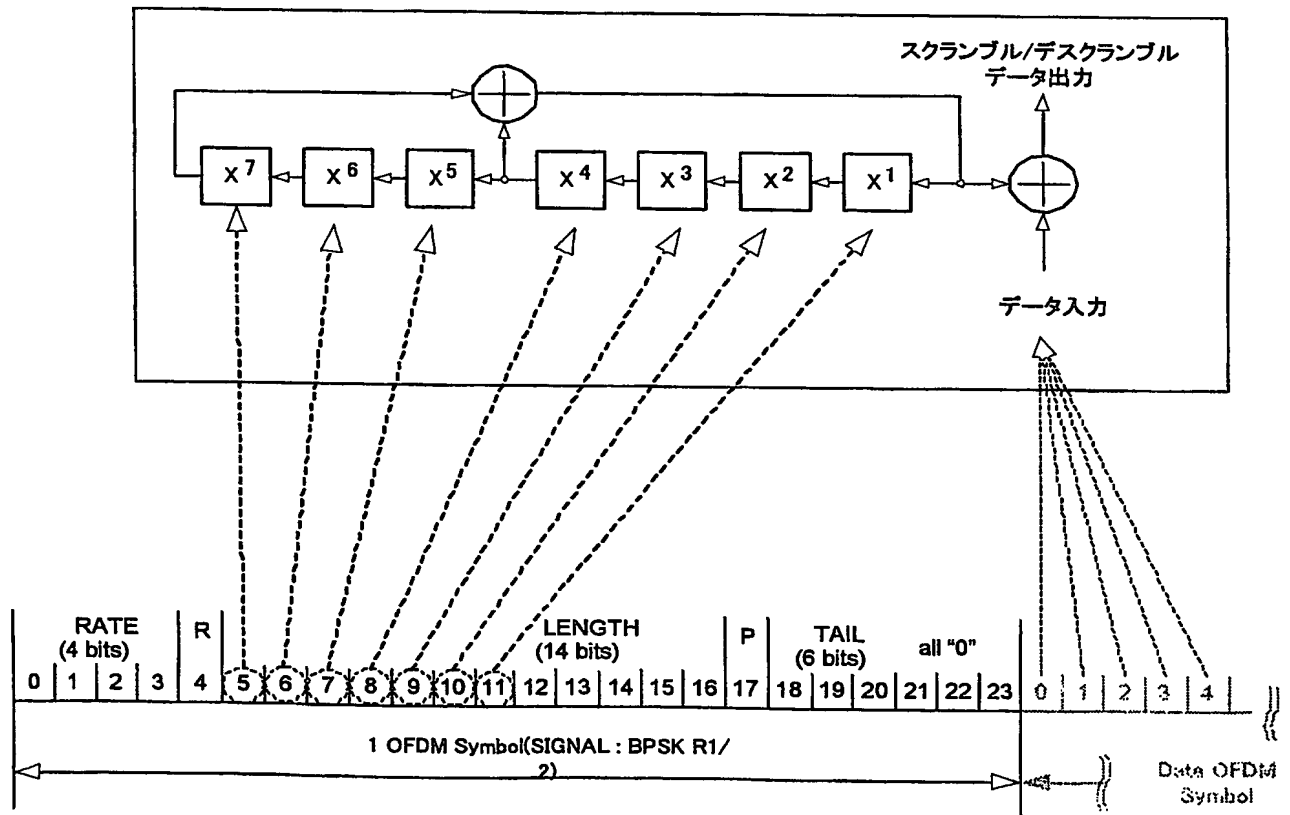 スクランブル/デスクランブル
データ出力
X7 X6 X5 X4 X3 X2 X1
データ入力
RATE
(4 bits)
R
LENGTH
(14 bits)
P
TAIL
(6 bits)
all "0"
0 1 2 3 4 5 6 7 8 9 10 11 12 13 14 15 16 17 18 19 20 21 22 23 0 1 2 3 4
1 OFDM Symbol(SIGNAL : BPSK R1/
2)
Data OFDM
Symbol